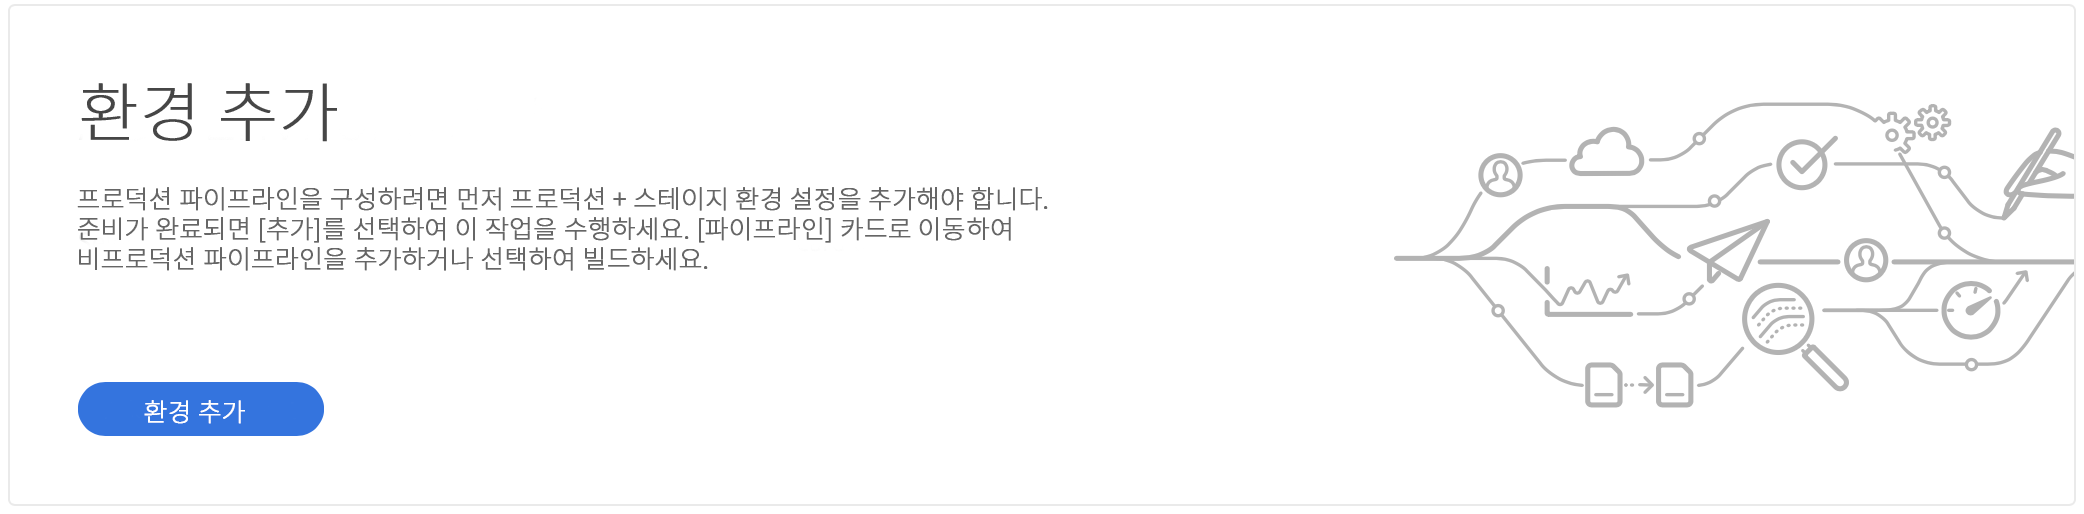 환경 추가
프로덕션 파이프라인을 구성하려면 먼저 프로덕션 + 스테이지 환경 설정을 추가해야 합니다.
준비가 완료되면 [추가]를 선택하여 이 작업을 수행하세요. [파이프라인] 카드로 이동하여
비프로덕션 파이프라인을 추가하거나 선택하여 빌드하세요.
환경 추가